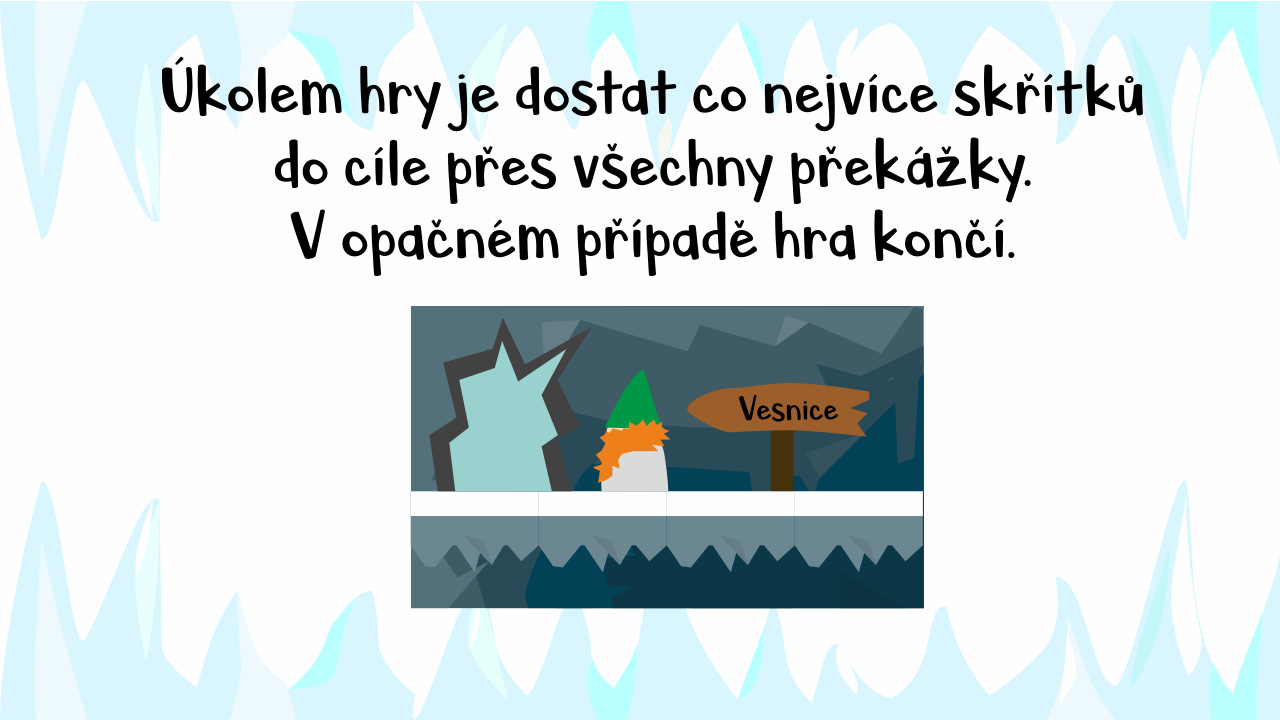 Úkolem hry je dostat co nejvíce skřítků
do cíle přes všechny překážky.
V opačném případě hra končí.
Vesnice